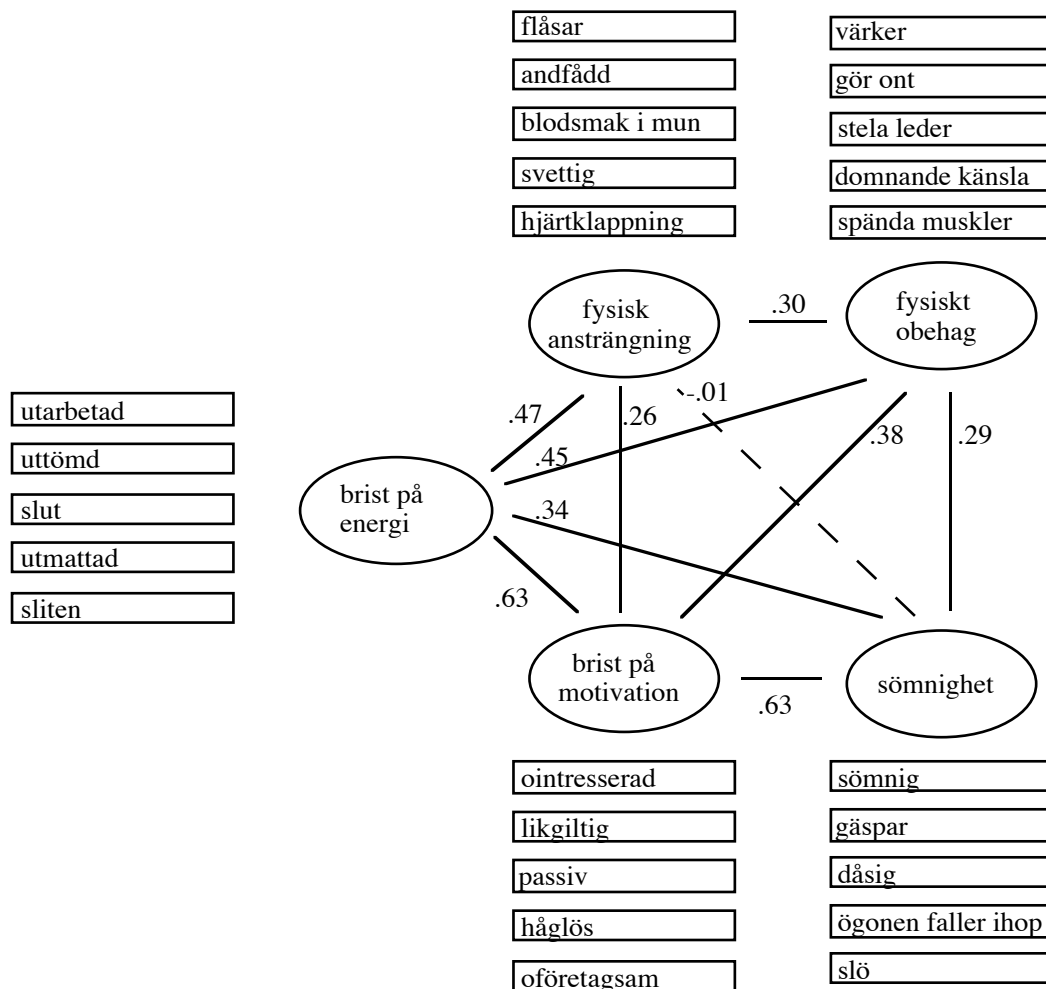 flåsar
andfådd
blodsmak i mun
svettig
hjärtklappning
värker
gör ont
stela leder
domnande känsla
spända muskler
fysisk
ansträngning
.30
fysiskt
obehag
utarbetad
uttömd
slut
utmattad
sliten
brist på
energi
.47
.45
.34
.63
.26
-.01
.38
.29
brist på
motivation
.63
sömnighet
ointresserad
likgiltig
passiv
håglös
oföretagsam
sömnig
gäspar
dåsig
ögonen faller ihop
slö